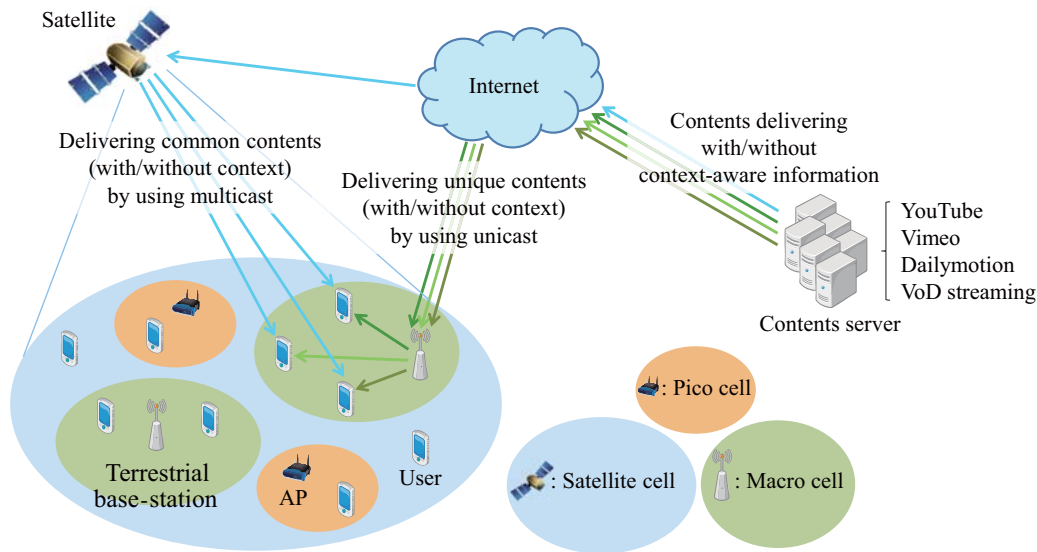 Satellite
Internet
Delivering common contents
(with/without context)
by using multicast
Delivering unique contents
(with/without context)
by using unicast
Contents delivering
with/without
context-aware information
YouTube
Vimeo
Dailymotion
VoD streaming
Contents server
Terrestrial
base-station
AP
User
: Pico cell
: Satellite cell
: Macro cell